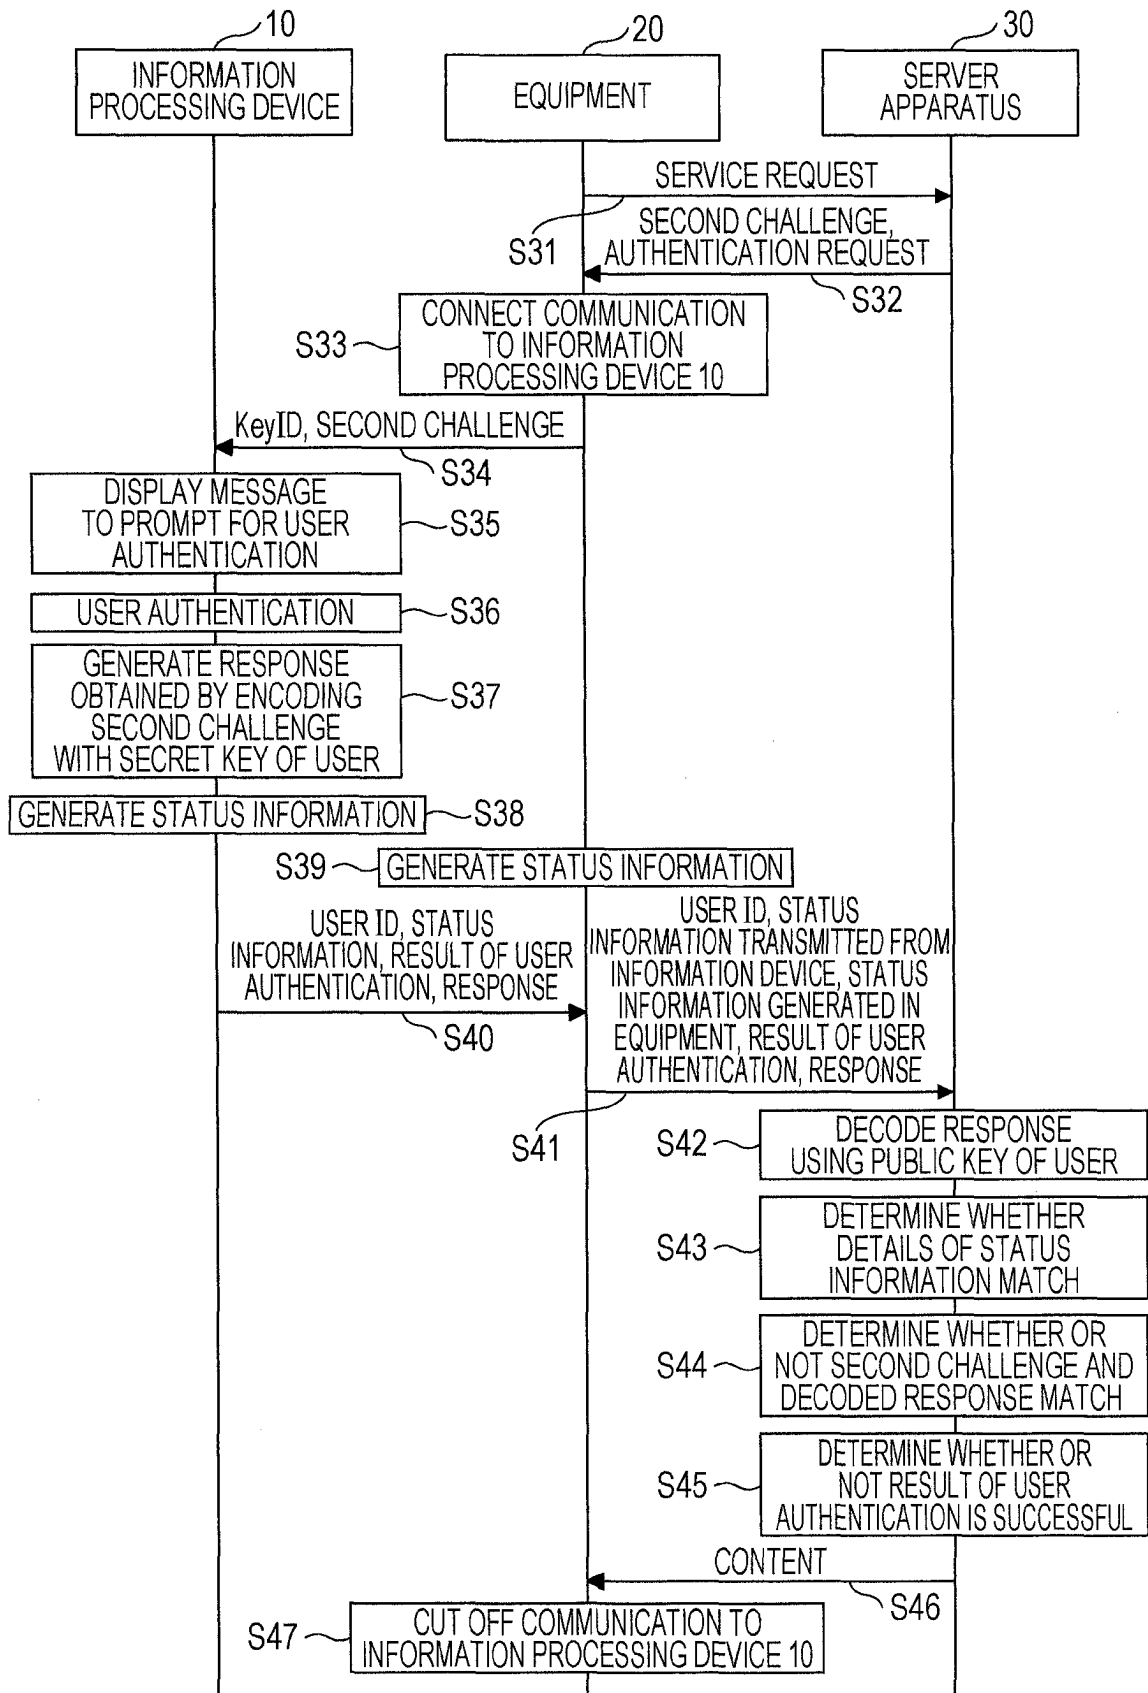 10
20
30
INFORMATION
PROCESSING DEVICE
EQUIPMENT
SERVER
APPARATUS
SERVICE REQUEST
S31
SECOND CHALLENGE,
AUTHENTICATION REQUEST
S32
S33
CONNECT COMMUNICATION
TO INFORMATION
PROCESSING DEVICE 10
KeyID, SECOND CHALLENGE
S34
DISPLAY MESSAGE
TO PROMPT FOR USER
AUTHENTICATION
S35
USER AUTHENTICATION
S36
GENERATE RESPONSE
OBTAINED BY ENCODING
SECOND CHALLENGE
WITH SECRET KEY OF USER
S37
GENERATE STATUS INFORMATION
S38
S39
GENERATE STATUS INFORMATION
USER ID, STATUS
INFORMATION, RESULT OF USER
AUTHENTICATION, RESPONSE
S40
USER ID, STATUS
INFORMATION TRANSMITTED FROM
INFORMATION DEVICE, STATUS
INFORMATION GENERATED IN
EQUIPMENT, RESULT OF USER
AUTHENTICATION, RESPONSE
S41
S42
DECODE RESPONSE
USING PUBLIC KEY OF USER
S43
DETERMINE WHETHER
DETAILS OF STATUS
INFORMATION MATCH
S44
DETERMINE WHETHER OR
NOT SECOND CHALLENGE AND
DECODED RESPONSE MATCH
S45
DETERMINE WHETHER OR
NOT RESULT OF USER
AUTHENTICATION IS SUCCESSFUL
CONTENT
S46
S47
CUT OFF COMMUNICATION TO
INFORMATION PROCESSING DEVICE 10